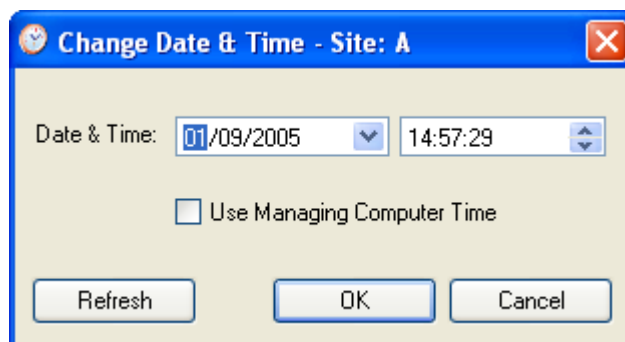 Change Date & Time - Site: A
Date & Time: 01/09/2005 14:57:29
Use Managing Computer Time
Refresh OK Cancel